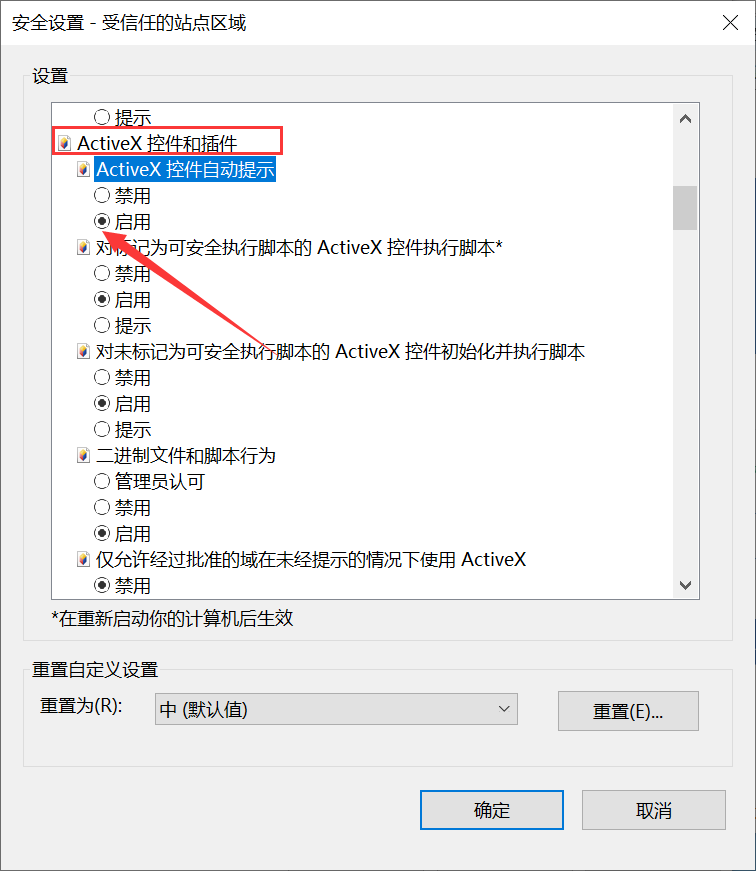 安全设置 - 受信任的站点区域
设置
提示
ActiveX 控件和插件
ActiveX 控件自动提示
禁用
启用
对标记为可安全执行脚本的 ActiveX 控件执行脚本*
禁用
启用
提示
对未标记为可安全执行脚本的 ActiveX 控件初始化并执行脚本
禁用
启用
提示
二进制文件和脚本行为
管理员认可
禁用
启用
仅允许经过批准的域在未经提示的情况下使用 ActiveX
禁用
*在重新启动你的计算机后生效
重置自定义设置
重置为(R):
中 (默认值)
重置(E)...
确定
取消